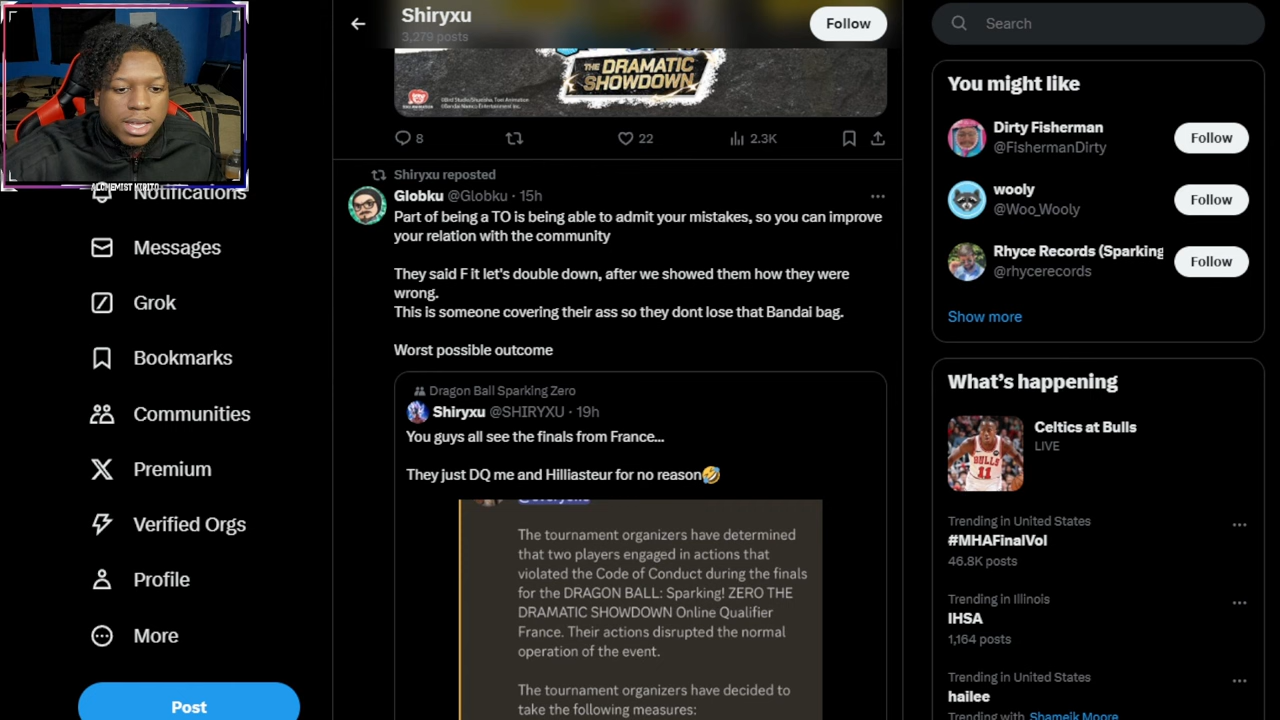 ALCHEMIST KIRITO
Notifications
Messages
Grok
Bookmarks
Communities
Premium
Verified Orgs
Profile
More
Post
Shiryxu
3,279 posts
Follow
THE DRAMATIC
SHOWDOWN
8
22
2.3K
Shiryxu reposted
Globku @Globku · 15h
Part of being a TO is being able to admit your mistakes, so you can improve
your relation with the community
They said F it let's double down, after we showed them how they were
wrong.
This is someone covering their ass so they dont lose that Bandai bag.
Worst possible outcome
Dragon Ball Sparking Zero
Shiryxu @SHIRYXU · 19h
You guys all see the finals from France...
They just DQ me and Hilliasteur for no reason🤣
The tournament organizers have determined
that two players engaged in actions that
violated the Code of Conduct during the finals
for the DRAGON BALL: Sparking! ZERO THE
DRAMATIC SHOWDOWN Online Qualifier
France. Their actions disrupted the normal
operation of the event.
The tournament organizers have decided to
take the following measures:
Search
You might like
Dirty Fisherman
@FishermanDirty
Follow
wooly
@Woo_Wooly
Follow
Rhyce Records (Sparking
@rhycerecords
Follow
Show more
What's happening
Celtics at Bulls
LIVE
BULLS
11
Trending in United States
#MHAFinalVol
46.8K posts
Trending in Illinois
IHSA
1,164 posts
Trending in United States
hailee
Trending with Shameik Moore